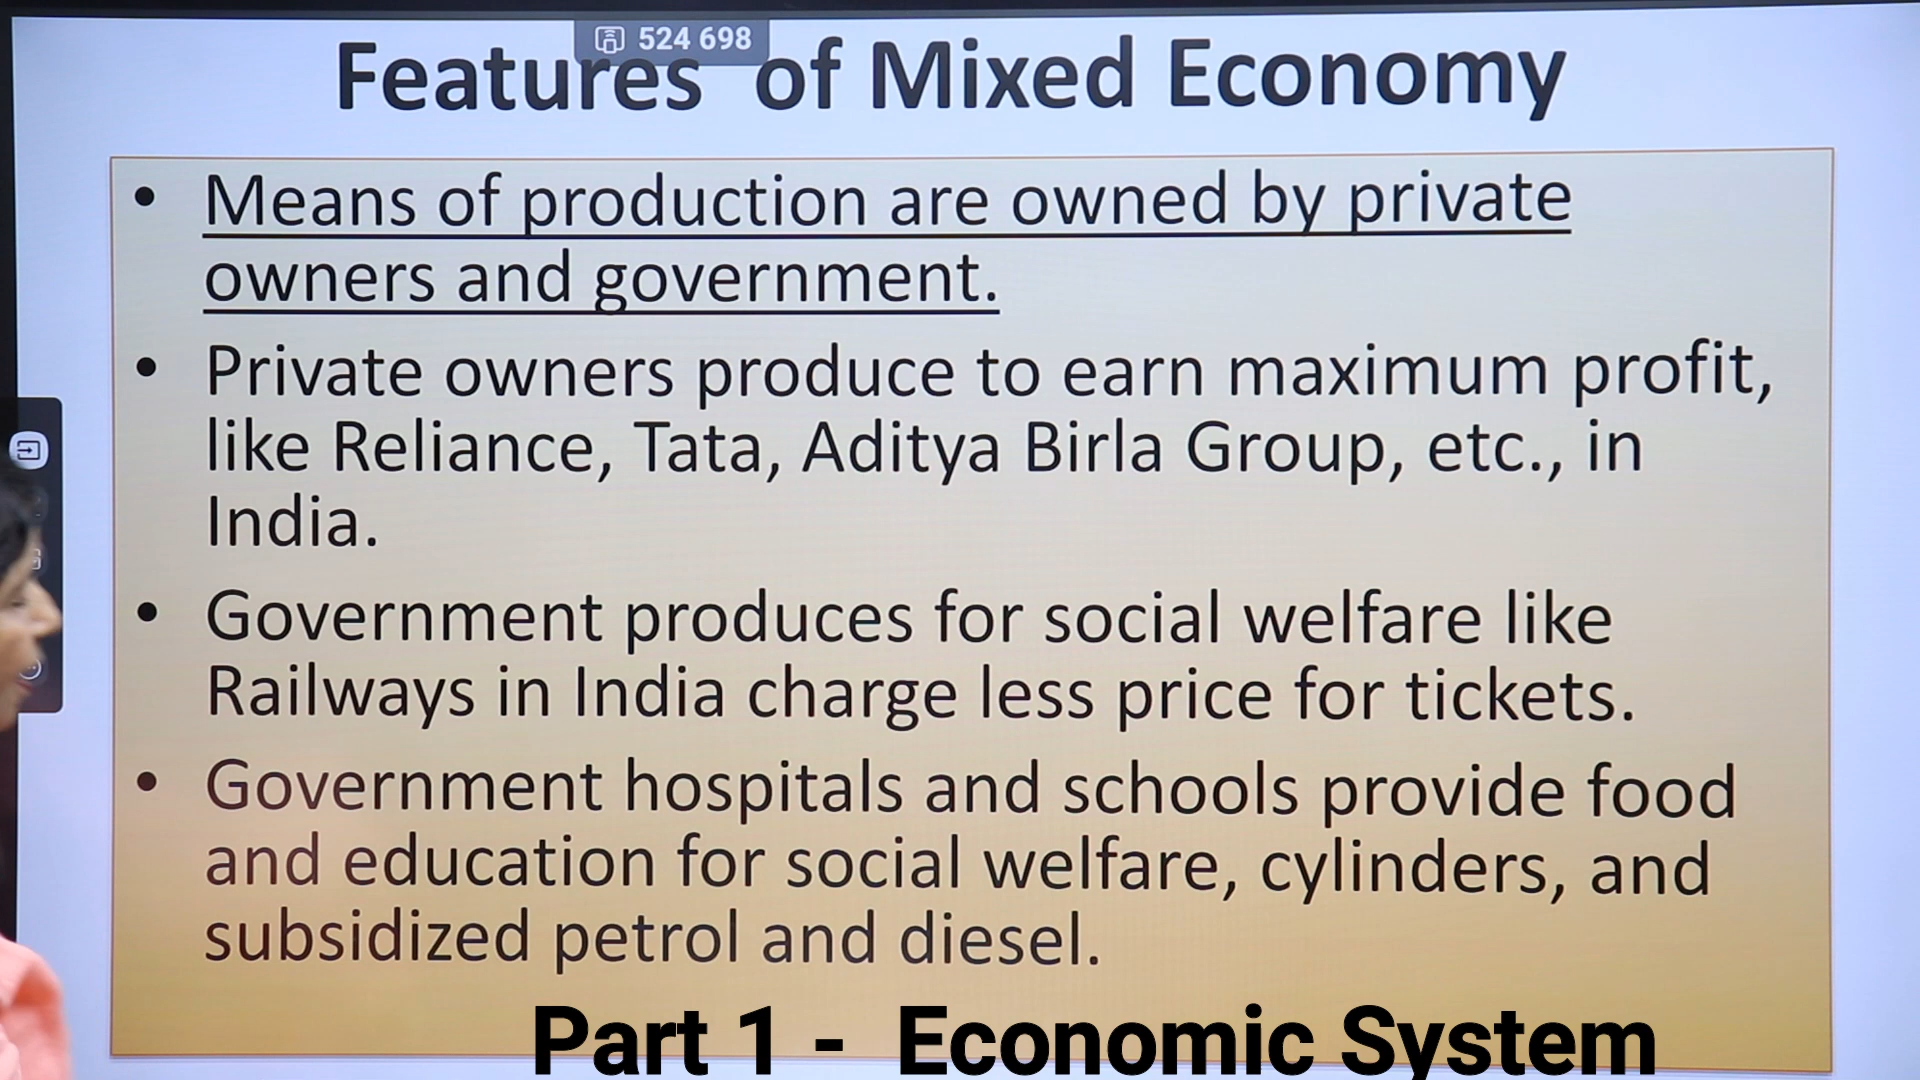 524 698
Features of Mixed Economy
• Means of production are owned by private
owners and government.
• Private owners produce to earn maximum profit,
like Reliance, Tata, Aditya Birla Group, etc., in
India.
• Government produces for social welfare like
Railways in India charge less price for tickets.
• Government hospitals and schools provide food
and education for social welfare, cylinders, and
subsidized petrol and diesel.
Part 1 - Economic System